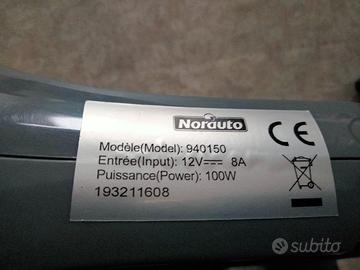 Norauto
Modèle(Model): 940150
Entrée(Input): 12V⎓ 8A
Puissance(Power): 100W
193211608
CE
subito